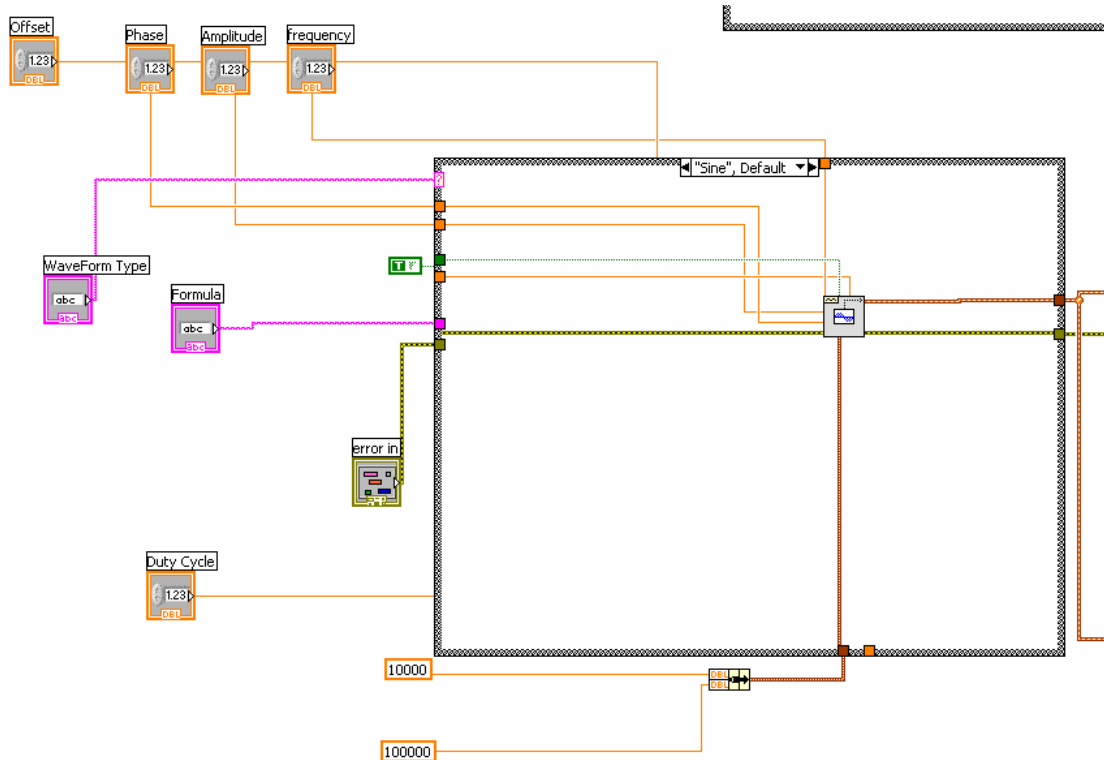 Offset
Phase
Amplitude
frequency
1.23
DBL
1.23
DBL
1.23
DBL
1.23
DBL
"Sine", Default
?
WaveForm Type
abc
abc
T F
Formula
abc
abc
error in
Duty Cycle
1.23
DBL
10000
DBL
DBL
100000